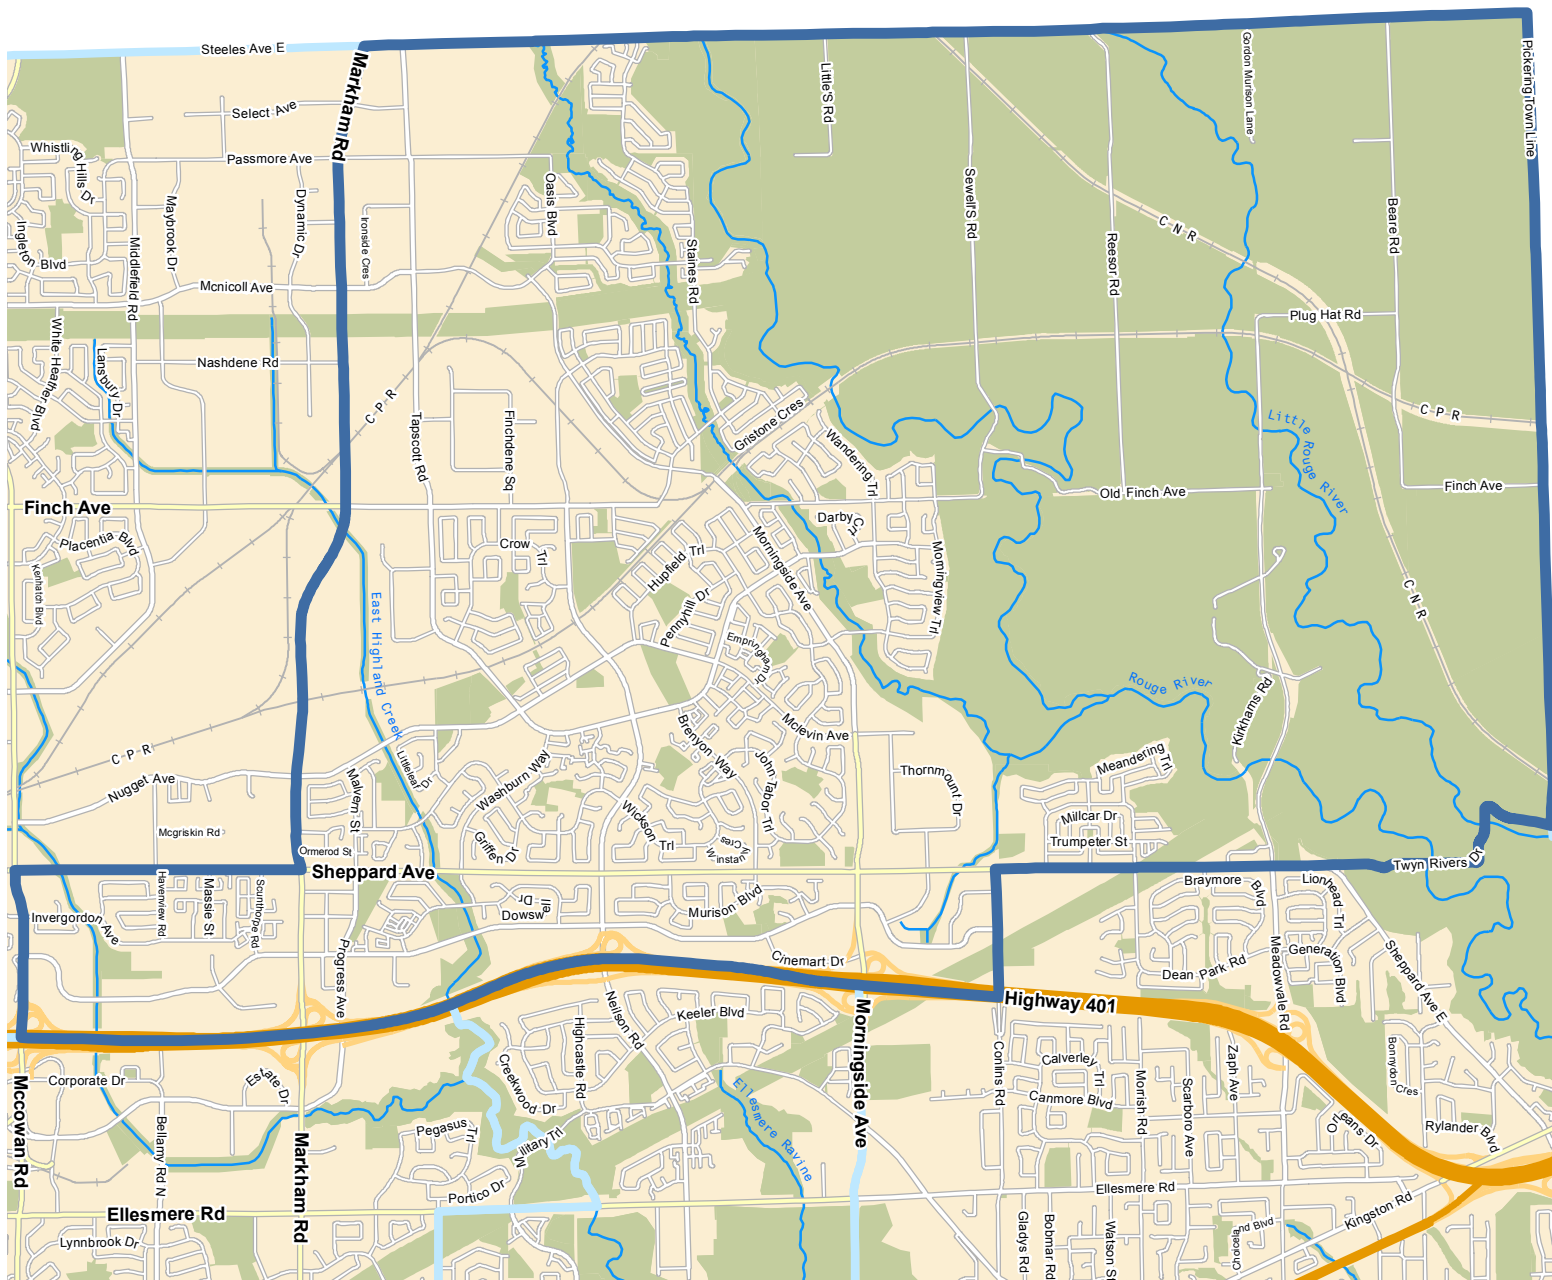 Steeles Ave E
Markham Rd
Select Ave
Passmore Ave
Whistling Hills Dr
Maybrook Dr
Dynamic Dr
Ironside Cres
Ingleton Blvd
Middlefield Rd
Mcnicoll Ave
White Heather Blvd
Lansbury Dr
Nashdene Rd
C P R
Tapscott Rd
Finchdene Sq
Oasis Blvd
Staines Rd
Little'S Rd
Sewell'S Rd
Reesor Rd
Gordon Murison Lane
Pickering Town Line
Beare Rd
C N R
Plug Hat Rd
C P R
Little Rouge River
Gristone Cres
Wandering Trl
Old Finch Ave
Finch Ave
Finch Ave
Placentia Blvd
Kenhatch Blvd
Crow Trl
Hupfield Trl
Darby Crt
Morningside Ave
Morningview Trl
Pennyhill Dr
Empringham Dr
East Highland Creek
C N R
Rouge River
Kirkhams Rd
C P R
Nugget Ave
Mcgriskin Rd
Malvern St
Littleleaf Dr
Washburn Way
Brenyon Way
Mclevin Ave
John Tabor Trl
Thornmount Dr
Meandering Trl
Millcar Dr
Trumpeter St
Wickson Trl
Griffen Dr
Ormerod St
Sheppard Ave
Twyn Rivers Dr
Invergordon Ave
Havenview Rd
Massie St
Scunthorpe Rd
Progress Ave
Murison Blvd
Cinemart Dr
Braymore Blvd
Lionhead Trl
Generation Blvd
Dean Park Rd
Meadowvale Rd
Sheppard Ave E
Highway 401
Neilson Rd
Keeler Blvd
Highcastle Rd
Creekwood Dr
Morningside Ave
Conlins Rd
Calverley Trl
Canmore Blvd
Morrish Rd
Scarboro Ave
Zaph Ave
Bonnydon Cres
Rylander Blvd
Corporate Dr
Mccowan Rd
Bellamy Rd N
Markham Rd
Pegasus Trl
Military Trl
Portico Dr
Ellesmere Ravine
Ellesmere Rd
Ellesmere Rd
Kingston Rd
Lynnbrook Dr
Gladys Rd
Bobmar Rd
Watson St